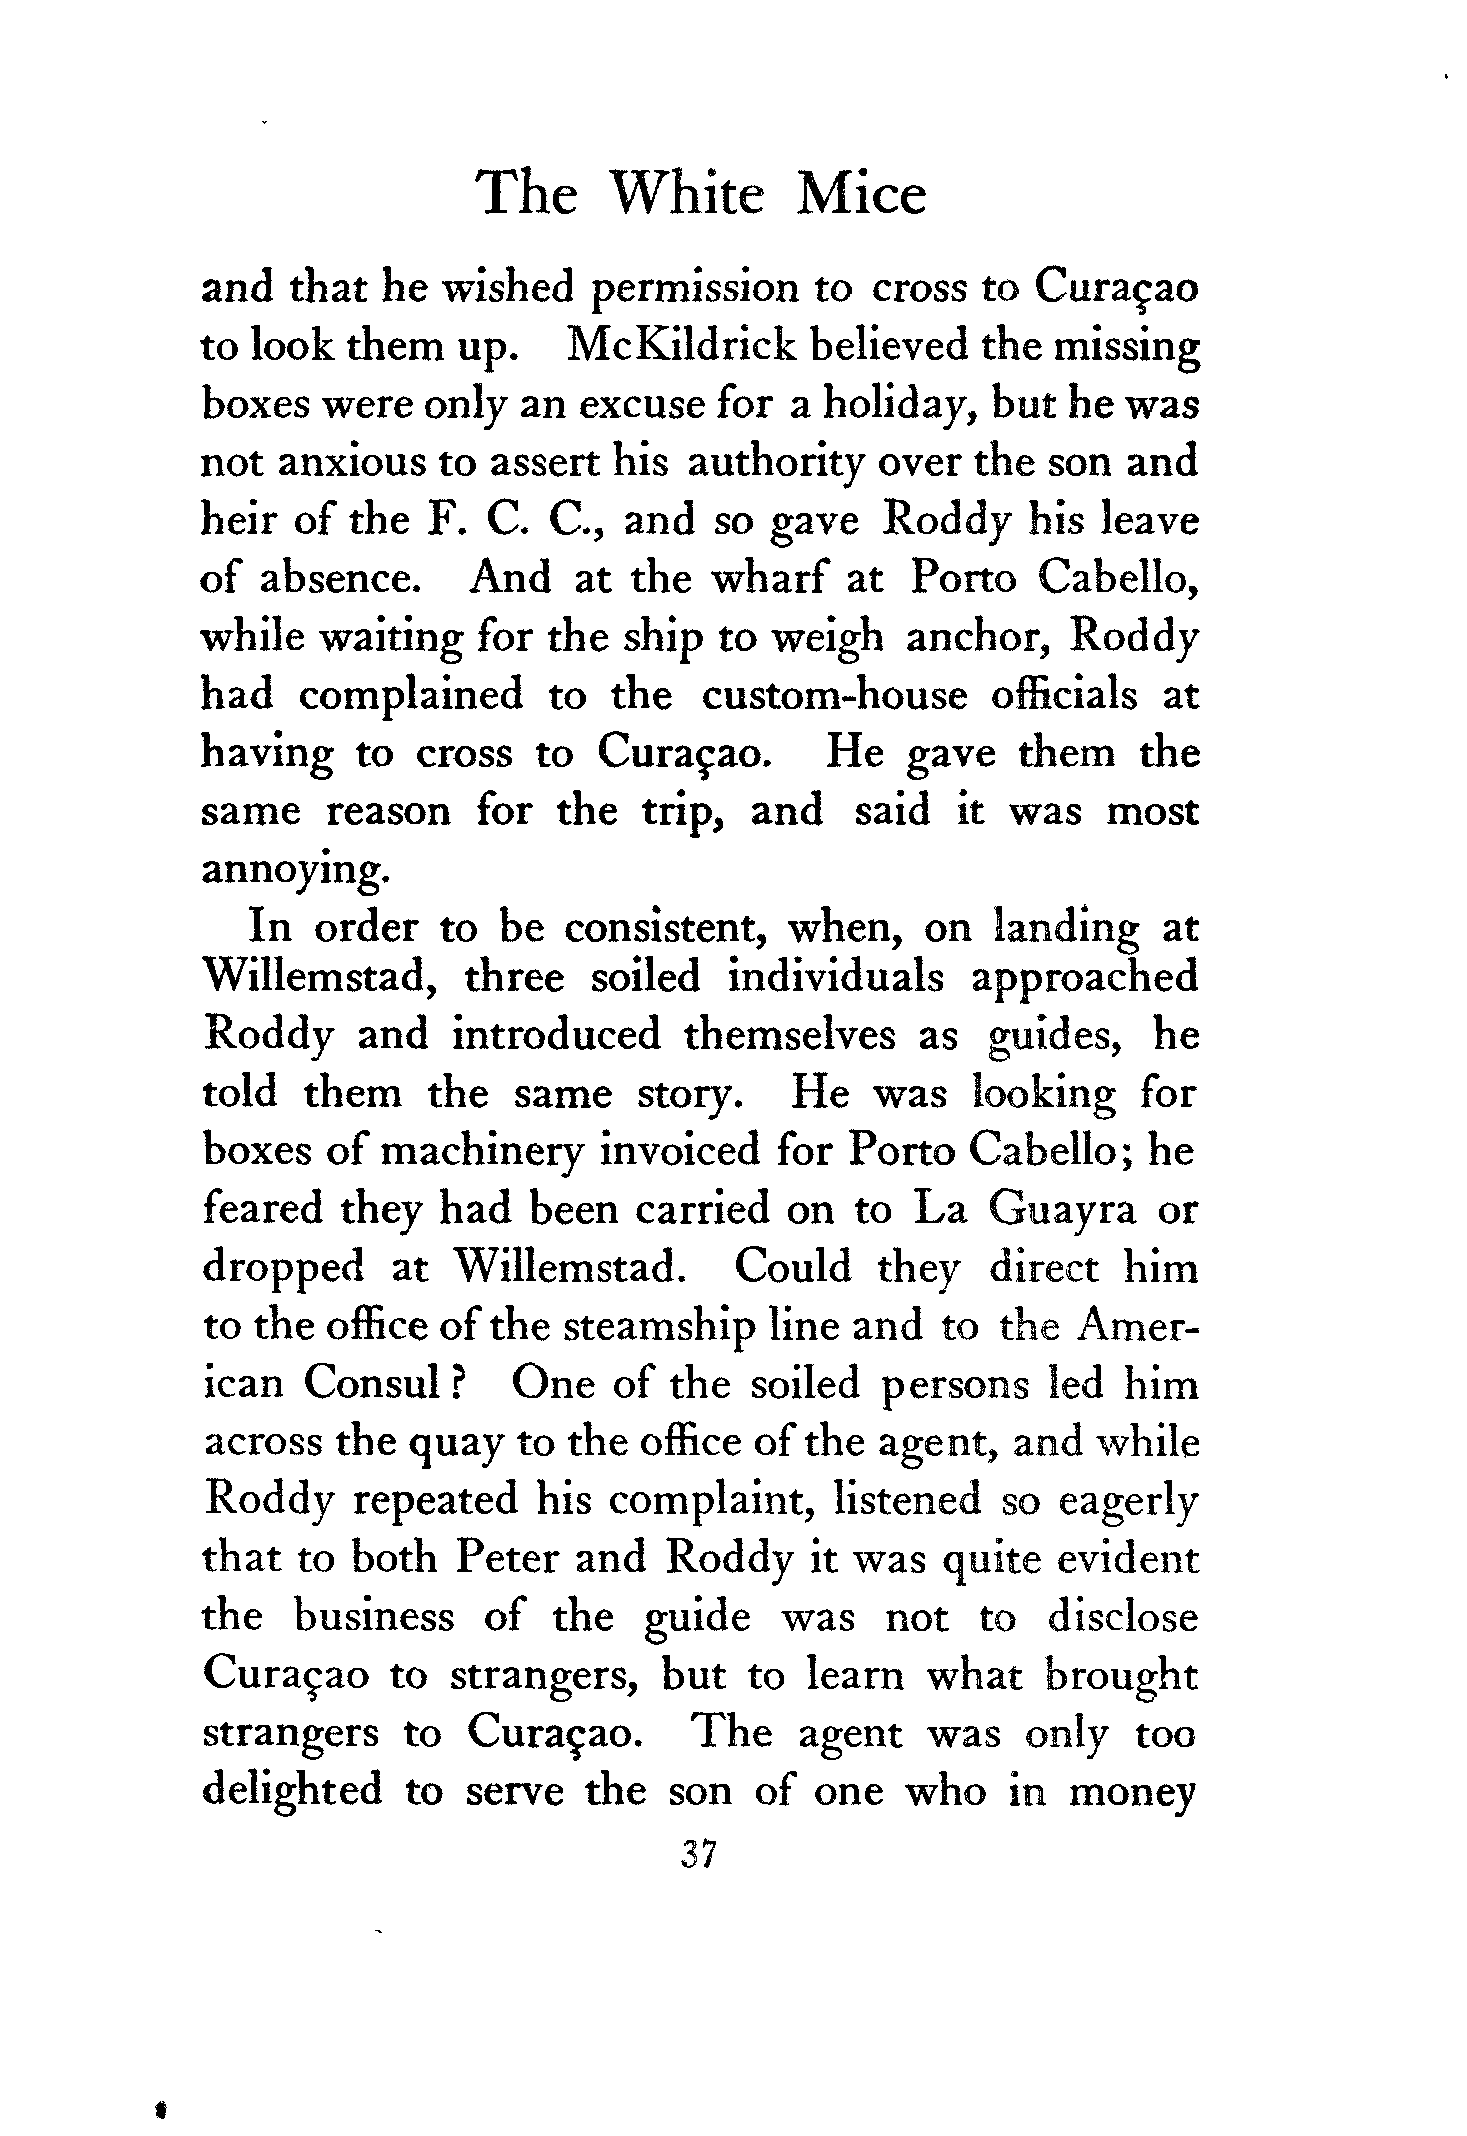 The White Mice
and that he wished permission to cross to Curaçao
to look them up. McKildrick believed the missing
boxes were only an excuse for a holiday, but he was
not anxious to assert his authority over the son and
heir of the F. C. C., and so gave Roddy his leave
of absence. And at the wharf at Porto Cabello,
while waiting for the ship to weigh anchor, Roddy
had complained to the custom-house officials at
having to cross to Curaçao. He gave them the
same reason for the trip, and said it was most
annoying.
In order to be consistent, when, on landing at
Willemstad, three soiled individuals approached
Roddy and introduced themselves as guides, he
told them the same story. He was looking for
boxes of machinery invoiced for Porto Cabello; he
feared they had been carried on to La Guayra or
dropped at Willemstad. Could they direct him
to the office of the steamship line and to the Amer-
ican Consul? One of the soiled persons led him
across the quay to the office of the agent, and while
Roddy repeated his complaint, listened so eagerly
that to both Peter and Roddy it was quite evident
the business of the guide was not to disclose
Curaçao to strangers, but to learn what brought
strangers to Curaçao. The agent was only too
delighted to serve the son of one who in money
37